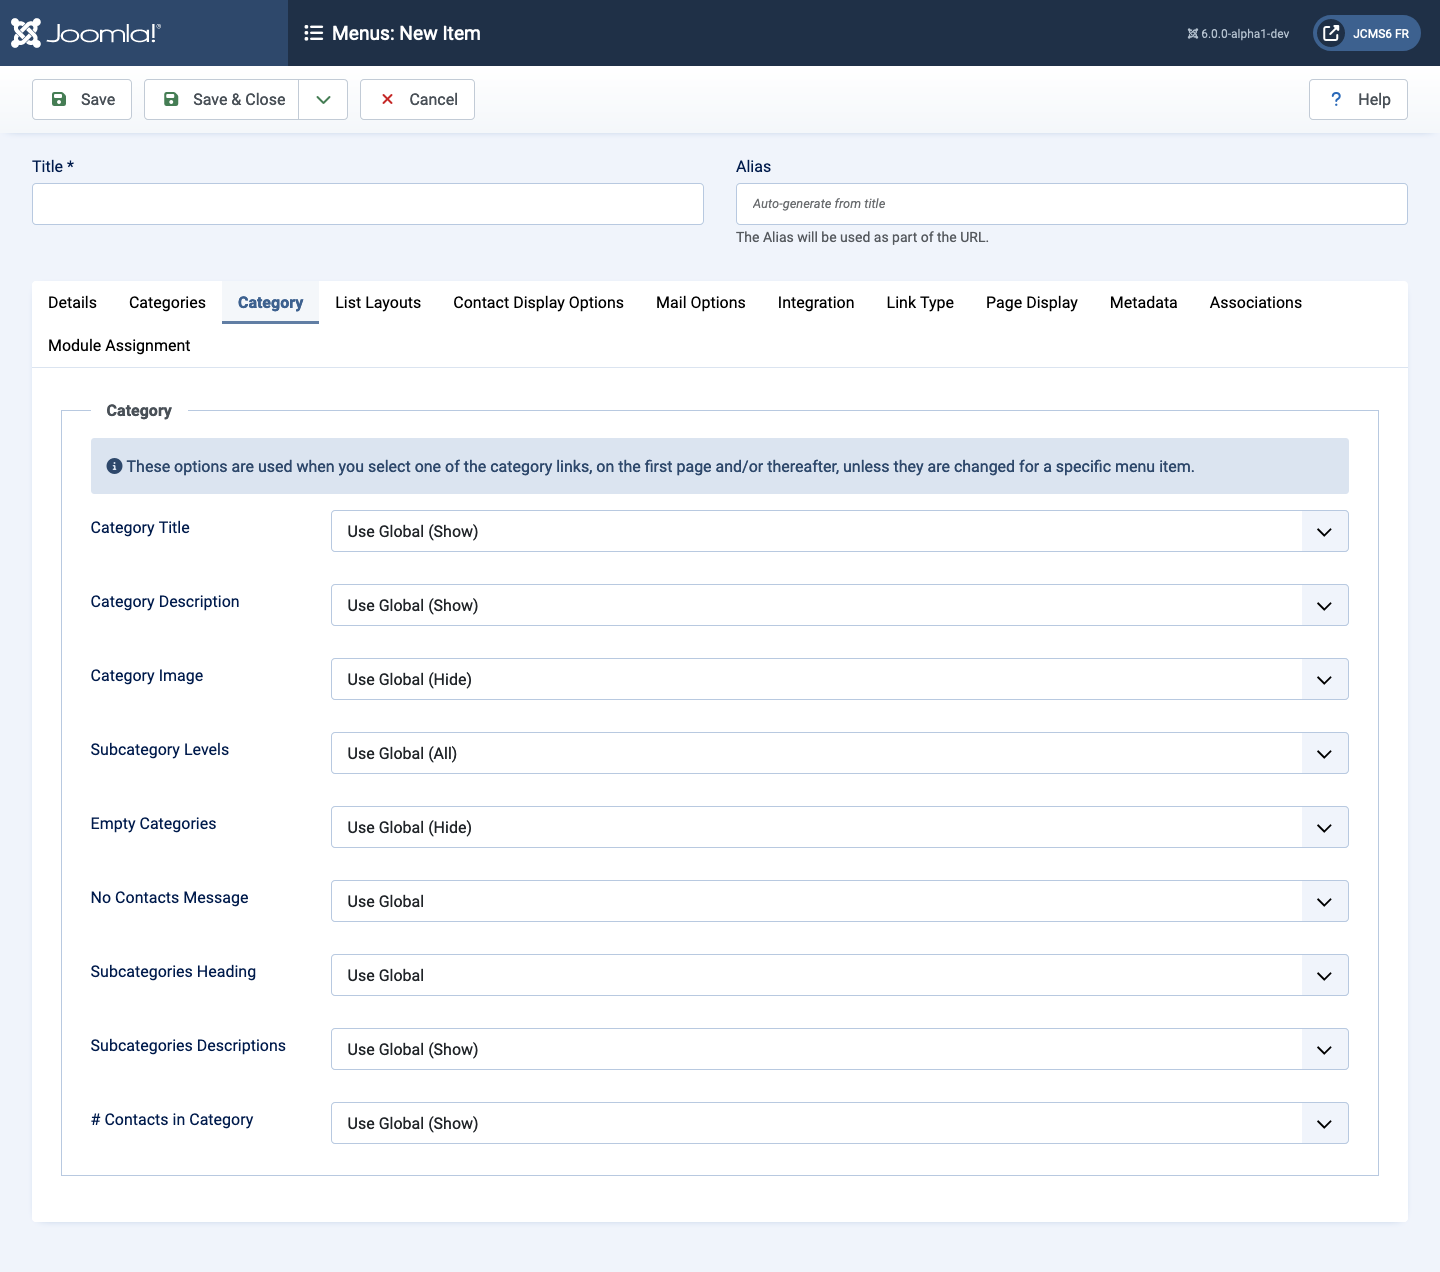 Joomla!®
Menus: New Item
6.0.0-alpha1-dev
JCMS6 FR
Save
Save & Close
Cancel
? Help
Title *
Alias
Auto-generate from title
The Alias will be used as part of the URL.
Details Categories Category List Layouts Contact Display Options Mail Options Integration Link Type Page Display Metadata Associations
Module Assignment
Category
These options are used when you select one of the category links, on the first page and/or thereafter, unless they are changed for a specific menu item.
Category Title Use Global (Show)
Category Description Use Global (Show)
Category Image Use Global (Hide)
Subcategory Levels Use Global (All)
Empty Categories Use Global (Hide)
No Contacts Message Use Global
Subcategories Heading Use Global
Subcategories Descriptions Use Global (Show)
# Contacts in Category Use Global (Show)